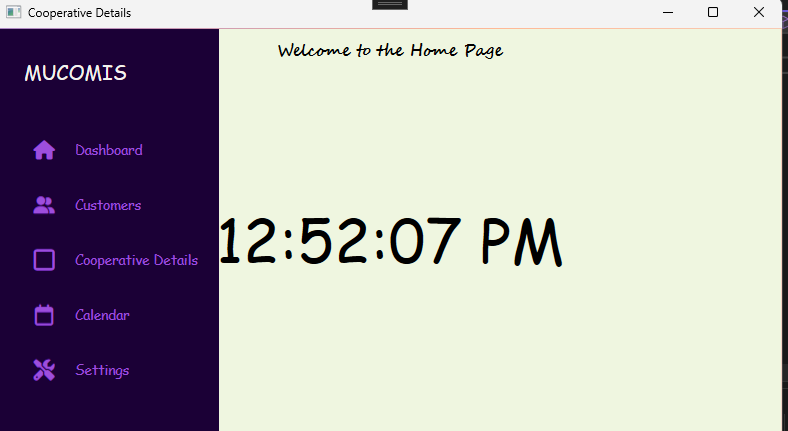 Cooperative Details
MUCOMIS
Dashboard
Customers
Cooperative Details
Calendar
Settings
Welcome to the Home Page
12:52:07 PM